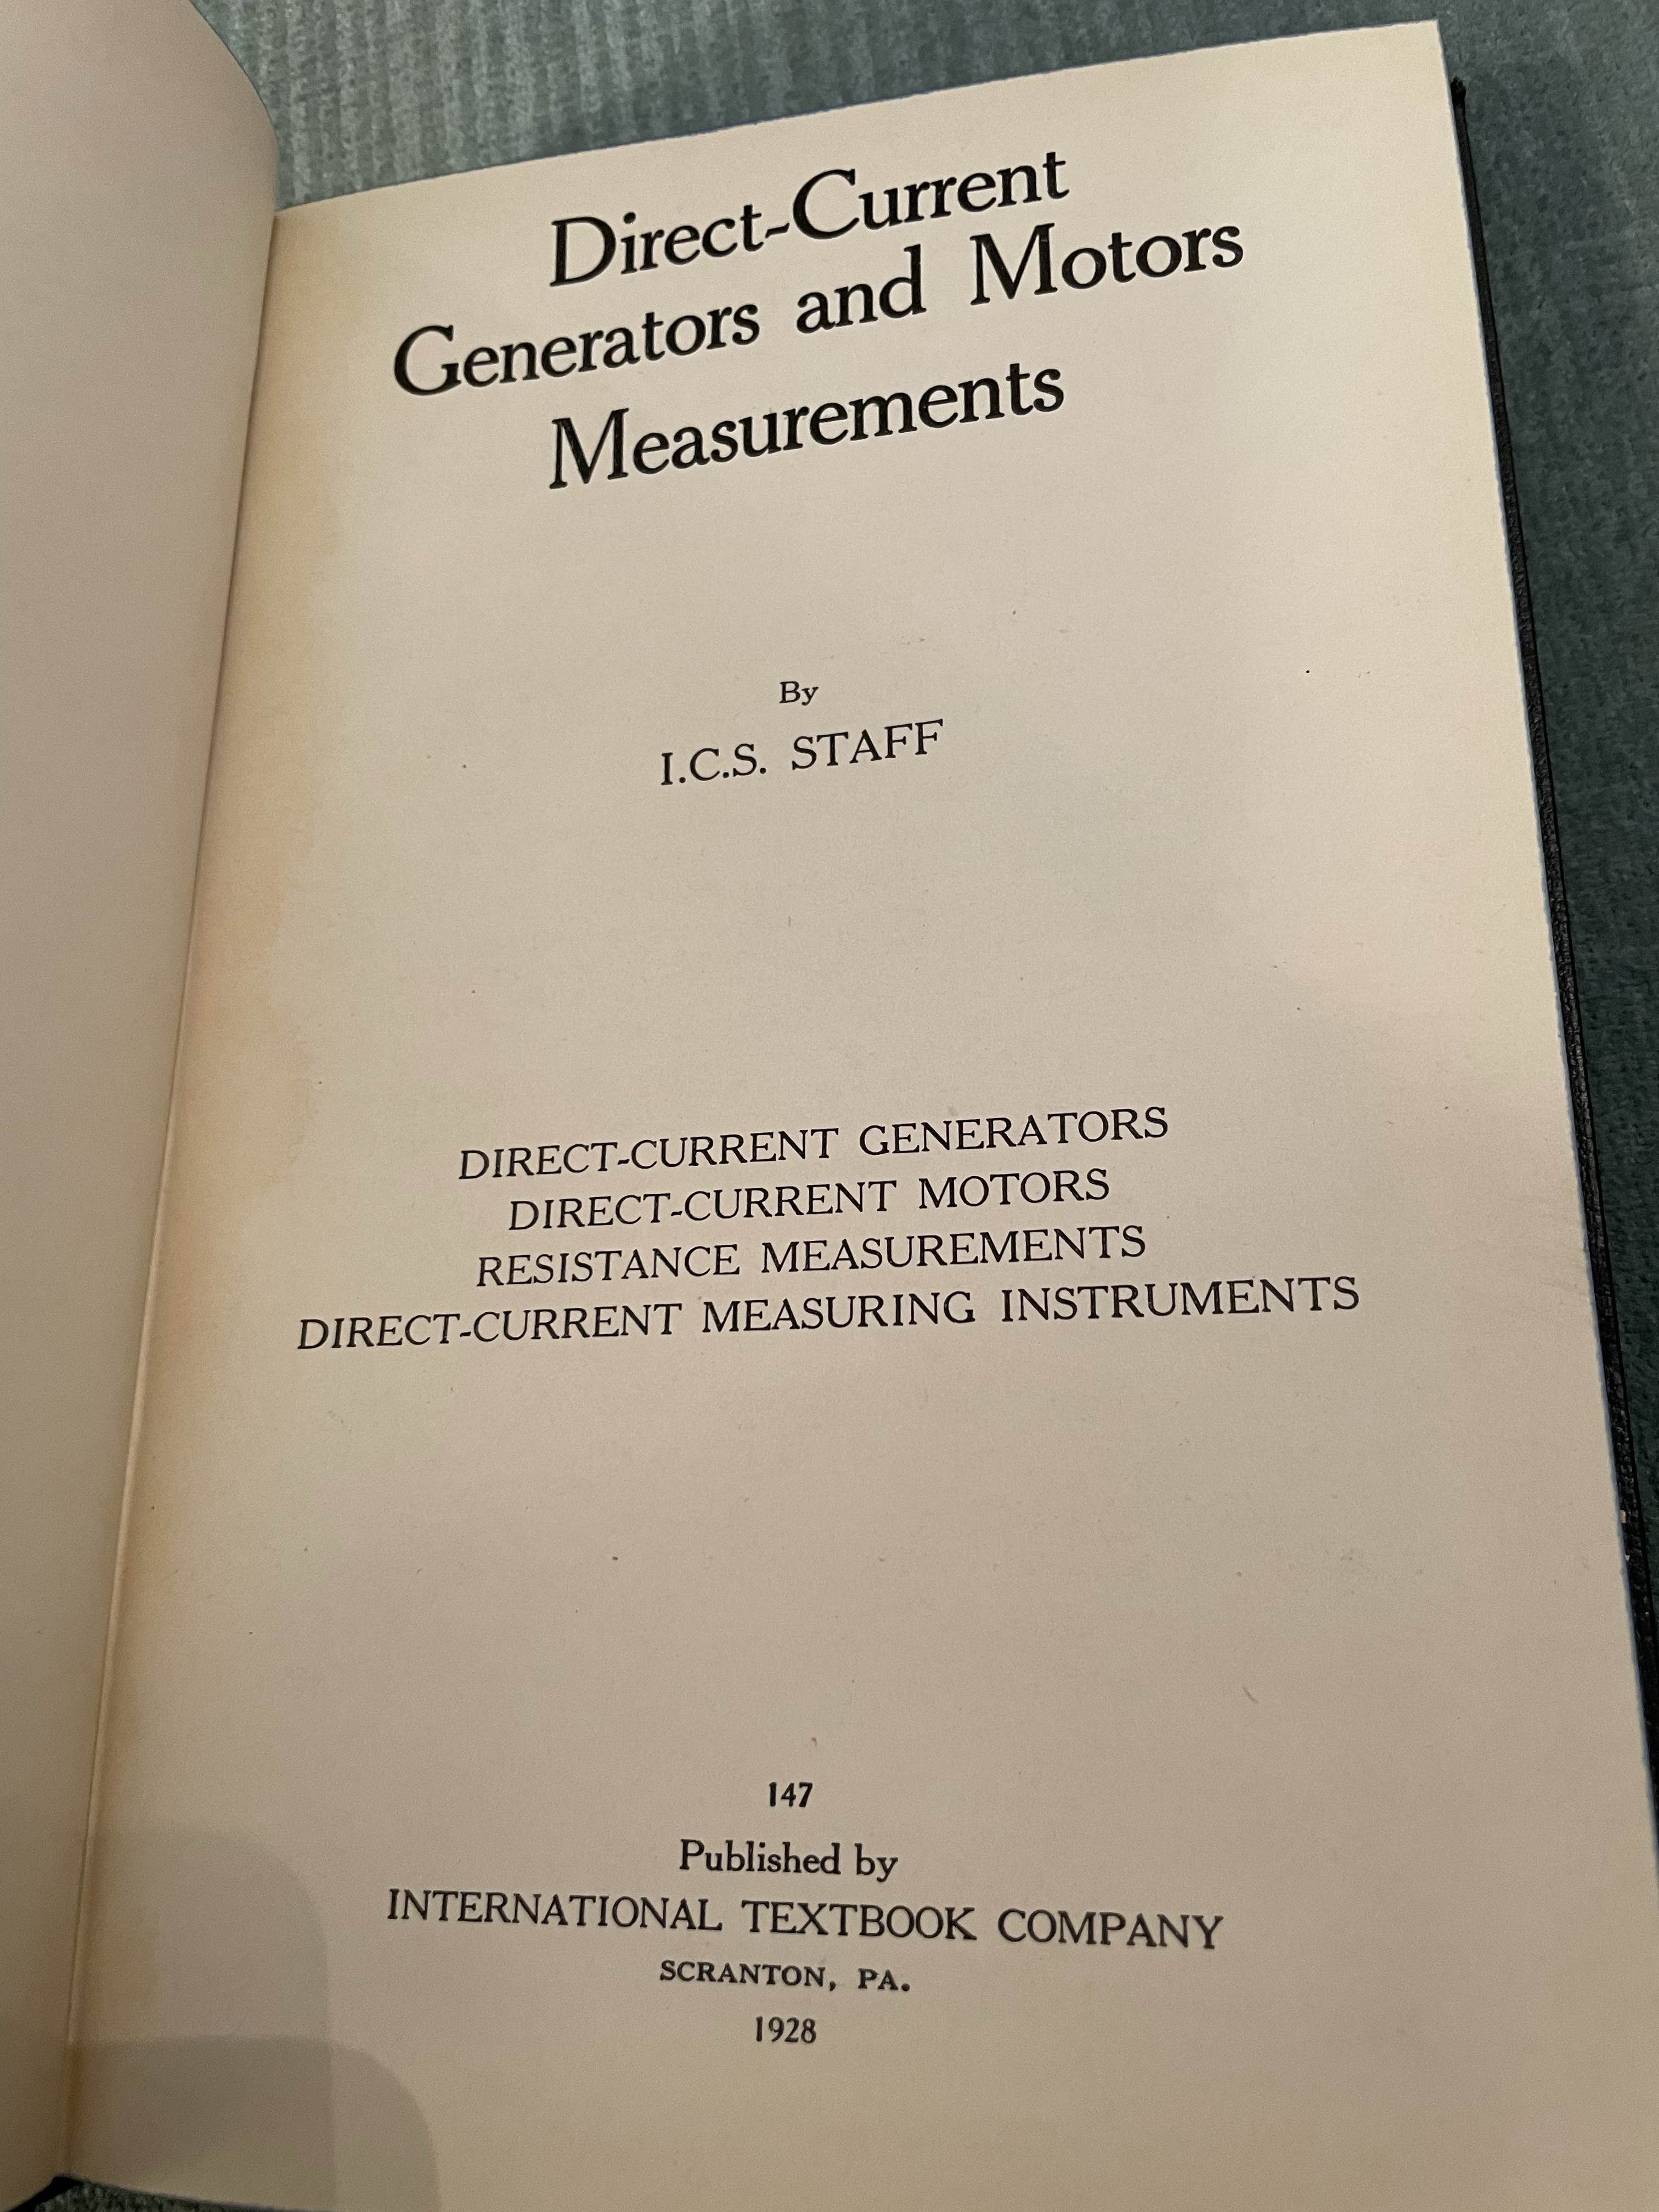 Direct-Current
Generators and Motors
Measurements
By
I.C.S. STAFF
DIRECT-CURRENT GENERATORS
DIRECT-CURRENT MOTORS
RESISTANCE MEASUREMENTS
DIRECT-CURRENT MEASURING INSTRUMENTS
147
Published by
INTERNATIONAL TEXTBOOK COMPANY
SCRANTON, PA.
1928